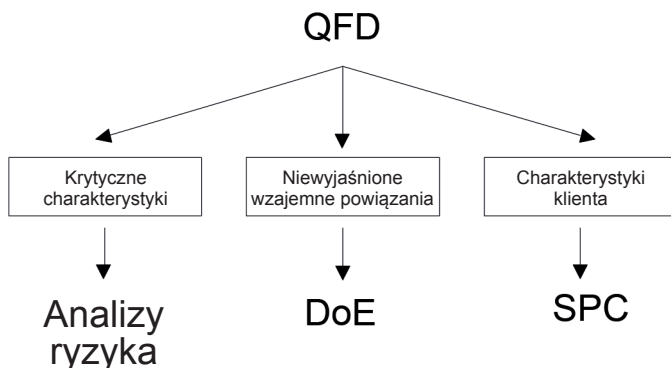 QFD
Krytyczne
charakterystyki
Niewyjaśnione
wzajemne powiązania
Charakterystyki
klienta
Analizy
ryzyka
DoE
SPC